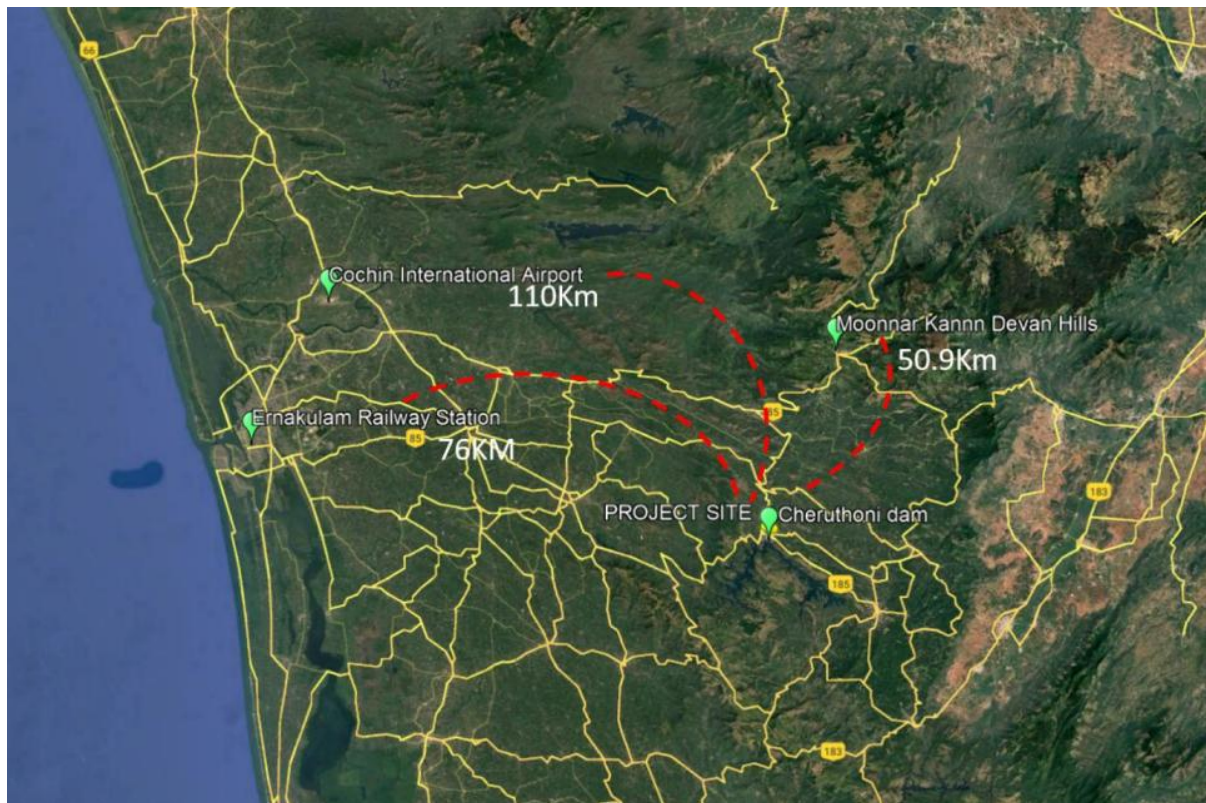 66
Cochin International Airport
110Km
Moonnar Kannn Devan Hills
50.9Km
85
Ernakulam Railway Station
85
76KM
183
PROJECT SITE
Cheruthoni dam
185
183